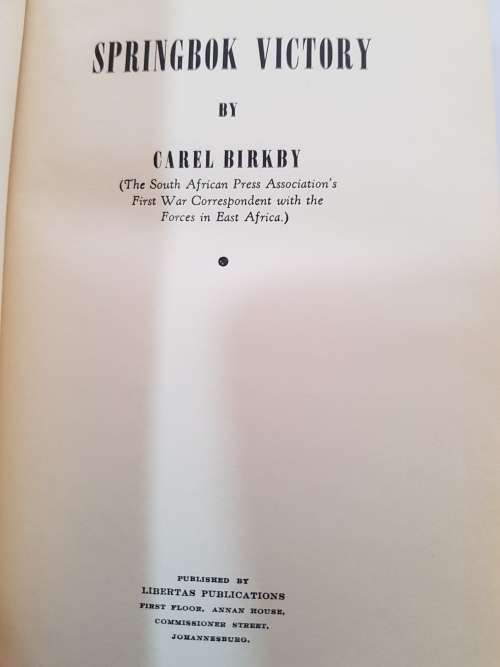 SPRINGBOK VICTORY
BY
CAREL BIRKBY
(The South African Press Association's
First War Correspondent with the
Forces in East Africa.)
PUBLISHED BY
LIBERTAS PUBLICATIONS
FIRST FLOOR, ANNAN HOUSE,
COMMISSIONER STREET,
JOHANNESBURG.